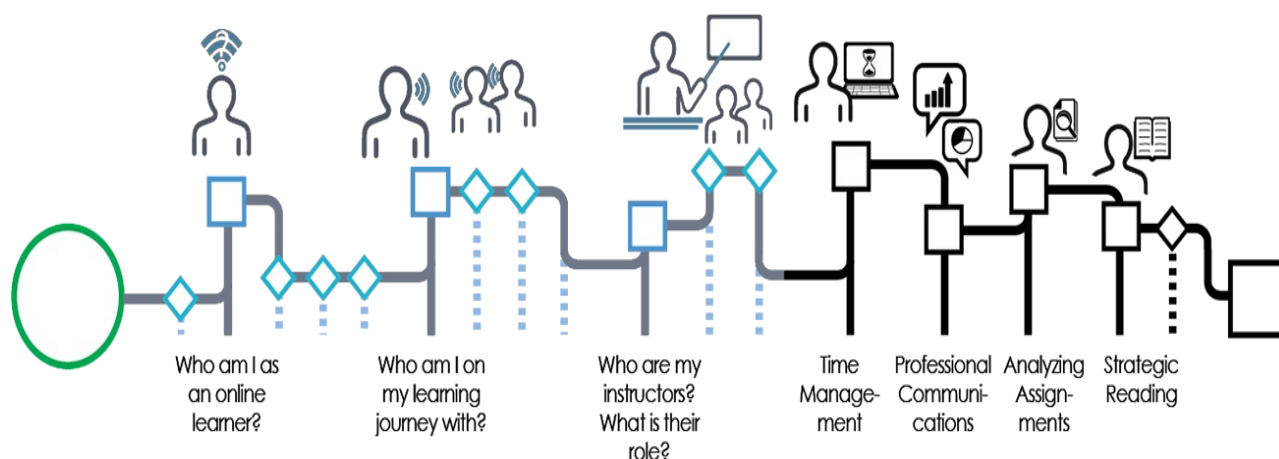 Who am I as
an online
learner?
Who am I on
my learning
journey with?
Who are my
instructors?
What is their
role?
Time
Manage-
ment
Professional
Communi-
cations
Analyzing
Assign-
ments
Strategic
Reading